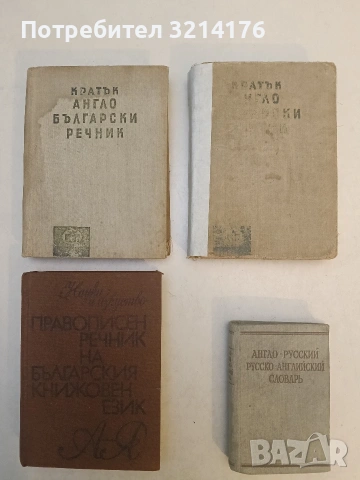 Потребител 3214176
КРАТЪК
АНГЛО
БЪЛГАРСКИ
РЕЧНИК
КРАТЪК
АНГЛО
ПРАВОПИСЕН
РЕЧНИК
НА
БЪЛГАРСКИЯ
КНИЖОВЕН
ЕЗИК
А-Я
АНГЛО-РУССКИЙ
РУССКО-АНГЛИЙСКИЙ
СЛОВАРЬ
BAZAR